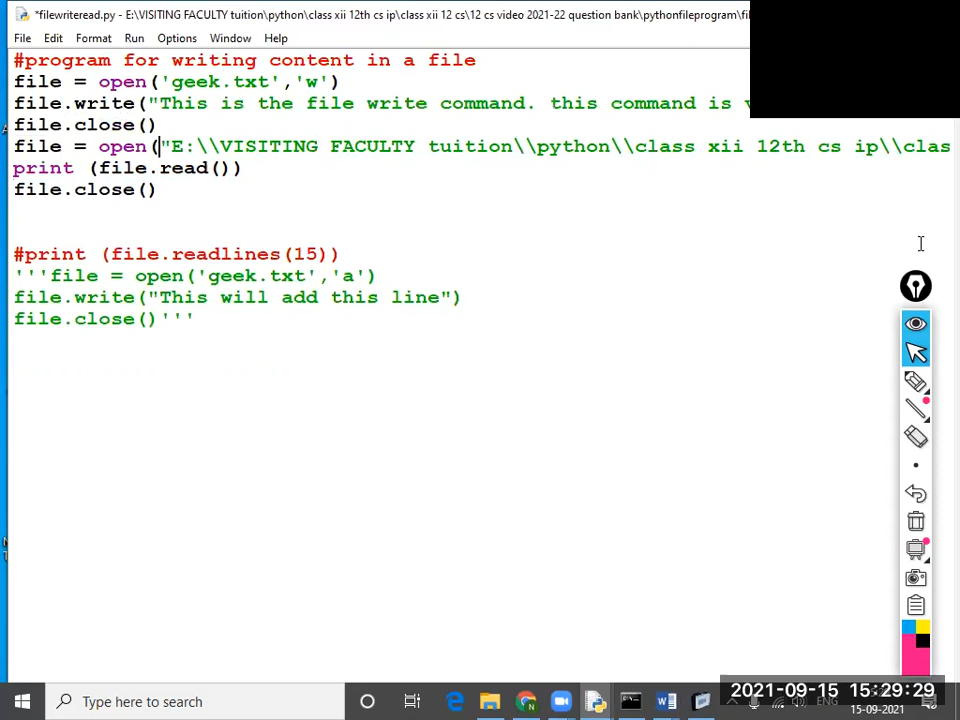 *filewriteread.py - E:\VISITING FACULTY tuition\python\class xii 12th cs ip\class xii 12 cs\12 cs video 2021-22 question bank\pythonfileprogram\fil
File Edit Format Run Options Window Help
#program for writing content in a file
file = open('geek.txt','w')
file.write("This is the file write command. this command is
file.close()
file = open("E:\\VISITING FACULTY tuition\\python\\class xii 12th cs ip\\clas
print (file.read())
file.close()
#print (file.readlines(15))
'''file = open('geek.txt','a')
file.write("This will add this line")
file.close()'''
Type here to search
ENG
2021-09-15 15:29:29
15-09-2021